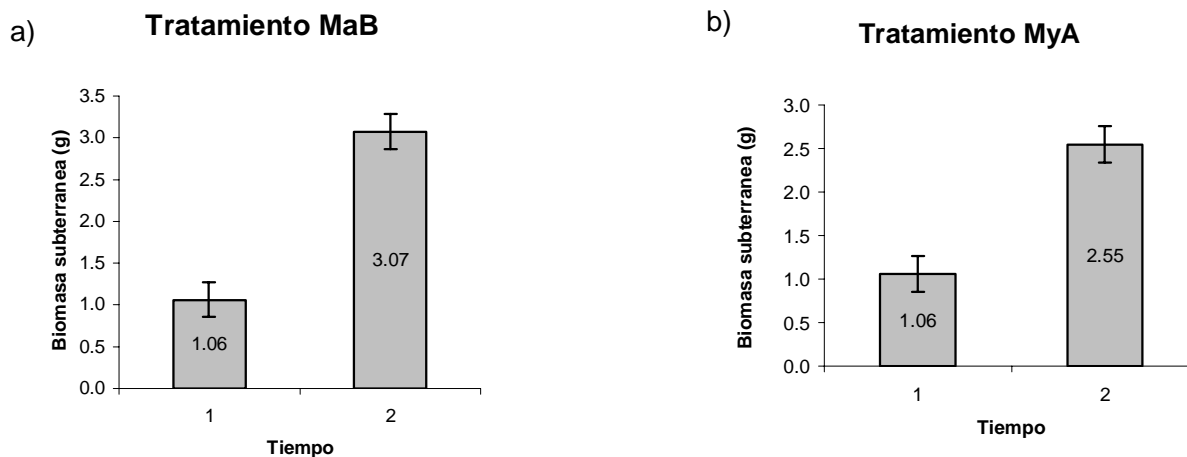 a)
Tratamiento MaB
Biomasa subterranea (g)
3.5
3.0
2.5
2.0
1.5
1.0
0.5
0.0
1.06
3.07
1
2
Tiempo
b)
Tratamiento MyA
Biomasa subterranea (g)
3.0
2.5
2.0
1.5
1.0
0.5
0.0
1.06
2.55
1
2
Tiempo